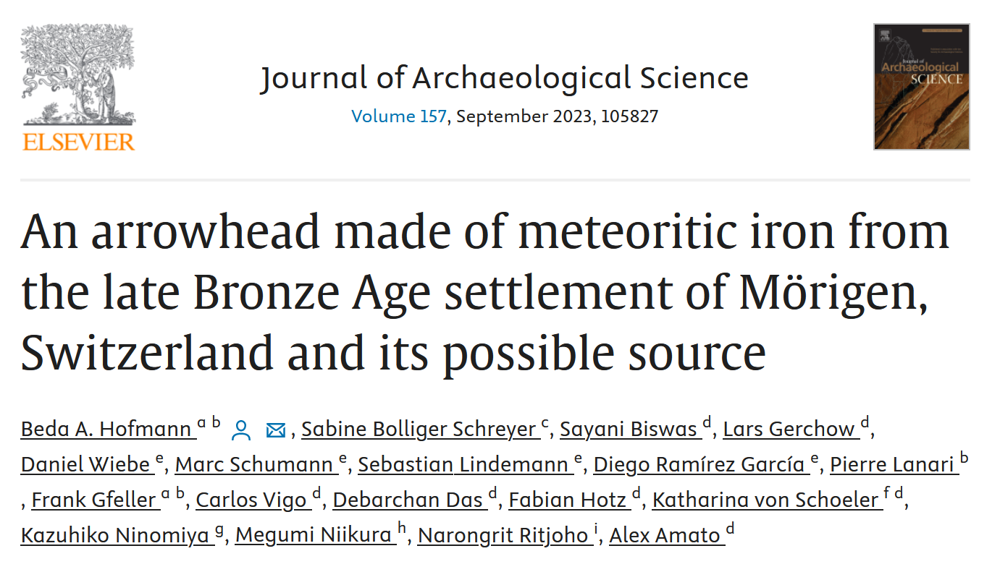 ELSEVIER
Journal of Archaeological Science
Volume 157, September 2023, 105827
Journal of
Archaeological
SCIENCE
An arrowhead made of meteoritic iron from
the late Bronze Age settlement of Mörigen,
Switzerland and its possible source
Beda A. Hofmann a b , Sabine Bolliger Schreyer c, Sayani Biswas d, Lars Gerchow d,
Daniel Wiebe e, Marc Schumann e, Sebastian Lindemann e, Diego Ramírez García e, Pierre Lanari b
, Frank Gfeller a b, Carlos Vigo d, Debarchan Das d, Fabian Hotz d, Katharina von Schoeler f d,
Kazuhiko Ninomiya g, Megumi Niikura h, Narongrit Ritjoho i, Alex Amato d